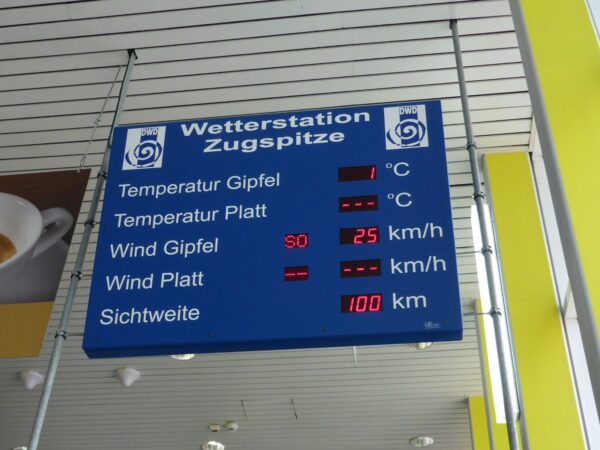 DWD Wetterstation DWD
Zugspitze
Temperatur Gipfel 1 °C
Temperatur Platt --- °C
Wind Gipfel SO 25 km/h
Wind Platt -- --- km/h
Sichtweite 100 km